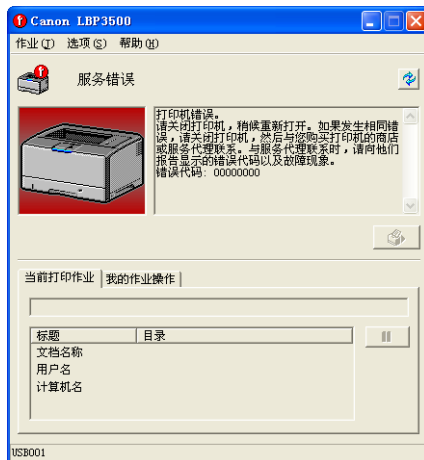 Canon LBP3500
作业(T) 选项(S) 帮助(H)
服务错误
打印机错误。
请关闭打印机，稍候重新打开。如果发生相同错
误，请关闭打印机，然后与您购买打印机的商店
或服务代理联系。与服务代理联系时，请向他们
报告显示的错误代码以及故障现象。
错误代码: 00000000
当前打印作业 我的作业操作
标题 目录
文档名称
用户名
计算机名
USB001